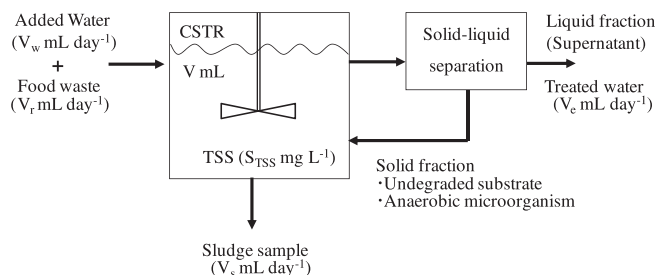 Added Water
(Vw mL day-1)
+
Food waste
(Vr mL day-1)
CSTR
V mL
TSS (STSS mg L-1)
Solid-liquid
separation
Liquid fraction
(Supernatant)
Treated water
(Ve mL day-1)
Solid fraction
・Undegraded substrate
・Anaerobic microorganism
Sludge sample
(Vs mL day-1)